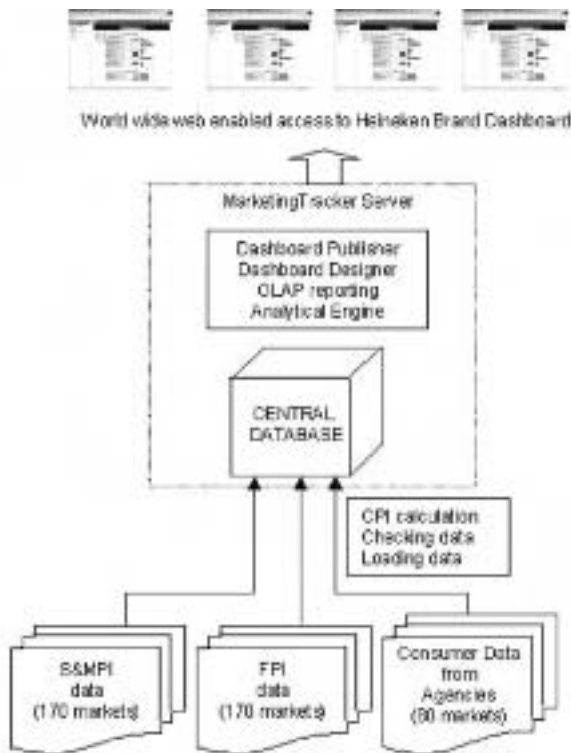 World wide web enabled access to Heineken Brand Dashboard
MarketingTracker Server
Dashboard Publisher
Dashboard Designer
OLAP reporting
Analytical Engine
CENTRAL
DATABASE
CPI calculation
Checking data
Loading data
S&MPI
data
(170 markets)
FPI
data
(170 markets)
Consumer Data
from
Agencies
(80 markets)